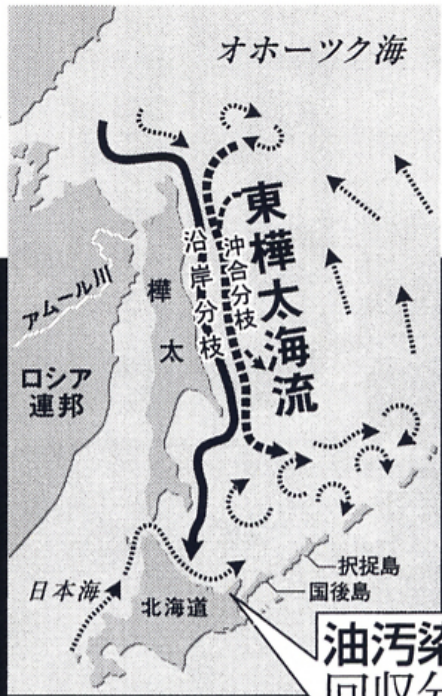 オホーツク海
東樺太海流
沖合分枝
沿岸分枝
アムール川
樺太
ロシア
連邦
択捉島
国後島
日本海
北海道
油汚染
回収